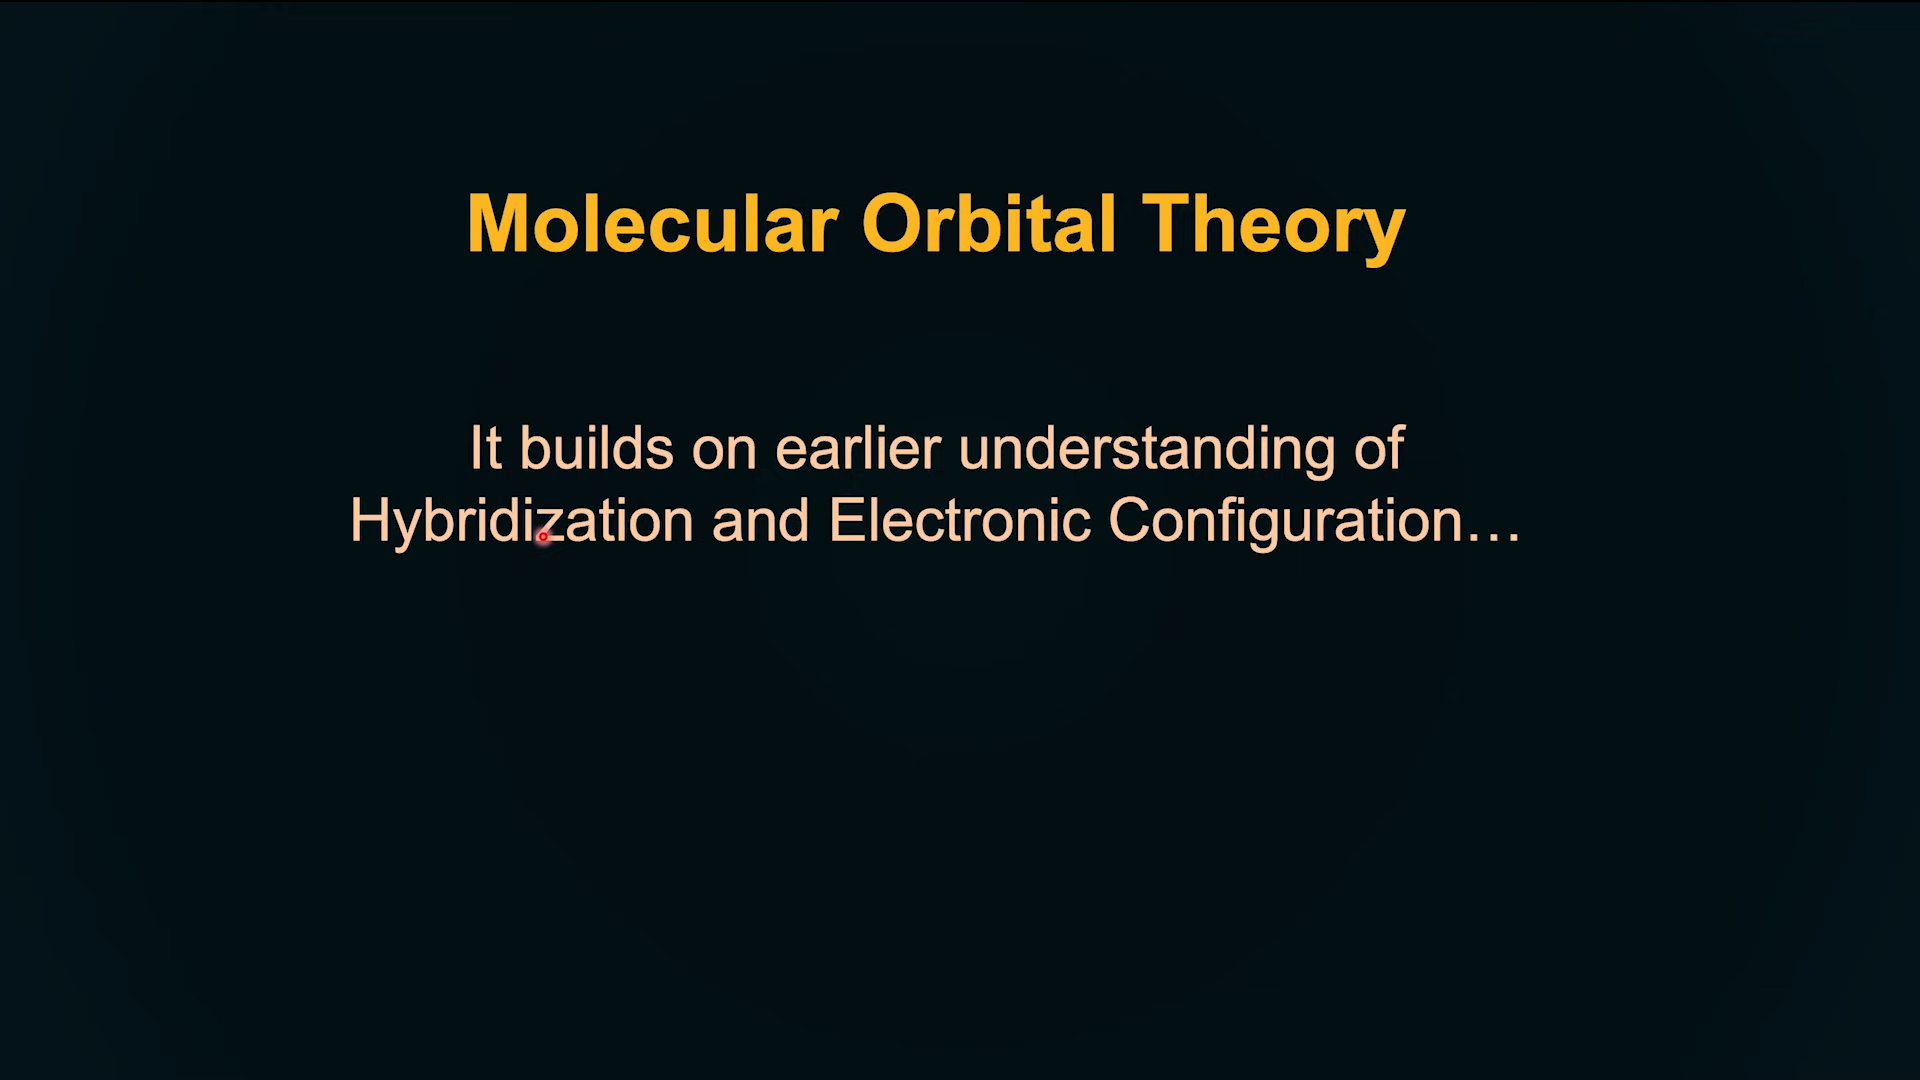 Molecular Orbital Theory
It builds on earlier understanding of
Hybridization and Electronic Configuration…